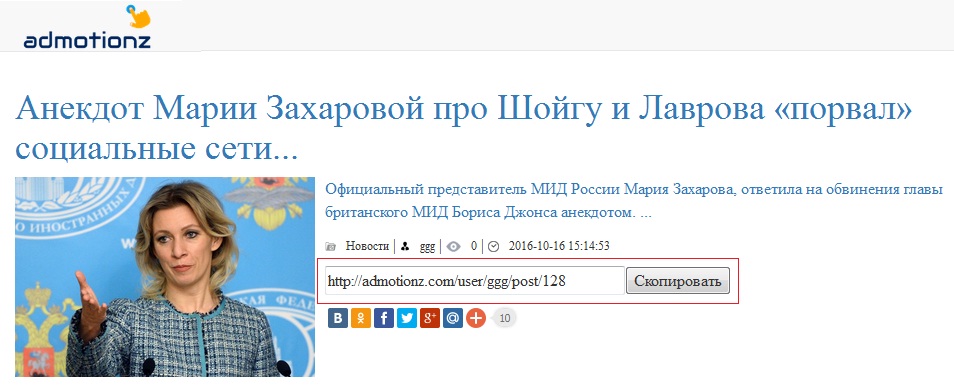 admotionz
Анекдот Марии Захаровой про Шойгу и Лаврова «порвал»
социальные сети...
Официальный представитель МИД России Мария Захарова, ответила на обвинения главы
британского МИД Бориса Джонса анекдотом. ...
Новости ggg 0 2016-10-16 15:14:53
http://admotionz.com/user/ggg/post/128 Скопировать
B f g+ @ + 10